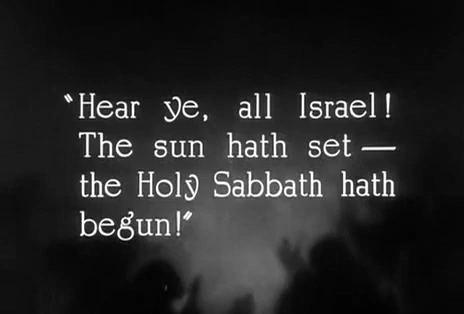 "Hear ye, all Israel!
The sun hath set —
the Holy Sabbath hath
begun!"